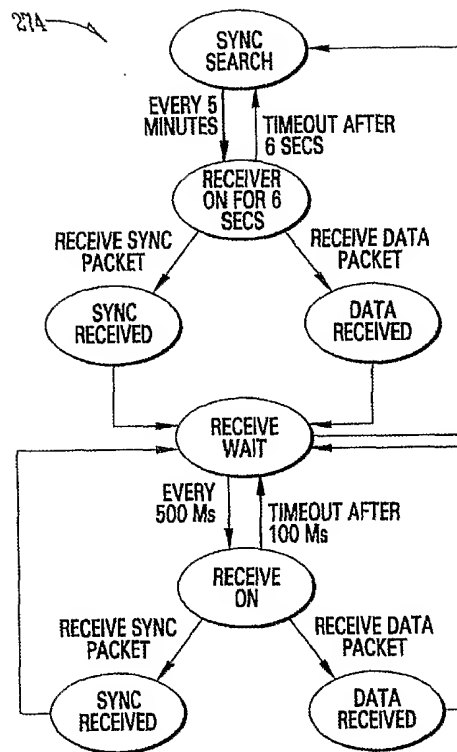 274
SYNC
SEARCH
EVERY 5
MINUTES
TIMEOUT AFTER
6 SECS
RECEIVER
ON FOR 6
SECS
RECEIVE SYNC
PACKET
RECEIVE DATA
PACKET
SYNC
RECEIVED
DATA
RECEIVED
RECEIVE
WAIT
EVERY
500 Ms
TIMEOUT AFTER
100 Ms
RECEIVE
ON
RECEIVE SYNC
PACKET
RECEIVE DATA
PACKET
SYNC
RECEIVED
DATA
RECEIVED